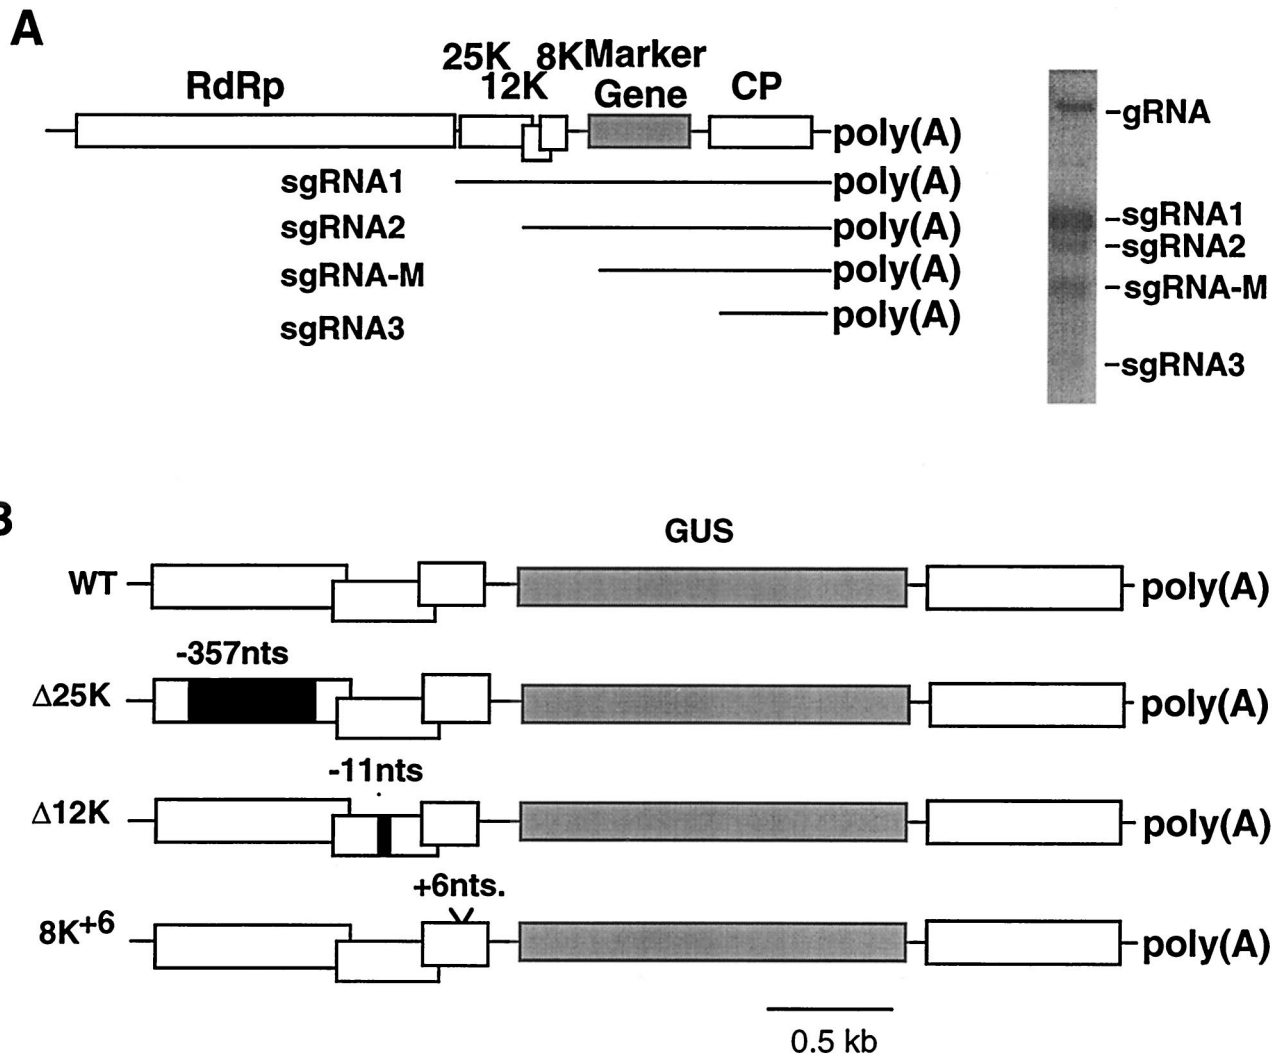 A
25K 8K Marker
RdRp 12K Gene CP
poly(A)
sgRNA1 poly(A)
sgRNA2 poly(A)
sgRNA-M poly(A)
sgRNA3 poly(A)
-gRNA
-sgRNA1
-sgRNA2
-sgRNA-M
-sgRNA3
B
GUS
WT poly(A)
-357nts
Δ25K poly(A)
-11nts
Δ12K poly(A)
+6nts.
8K+6 poly(A)
0.5 kb